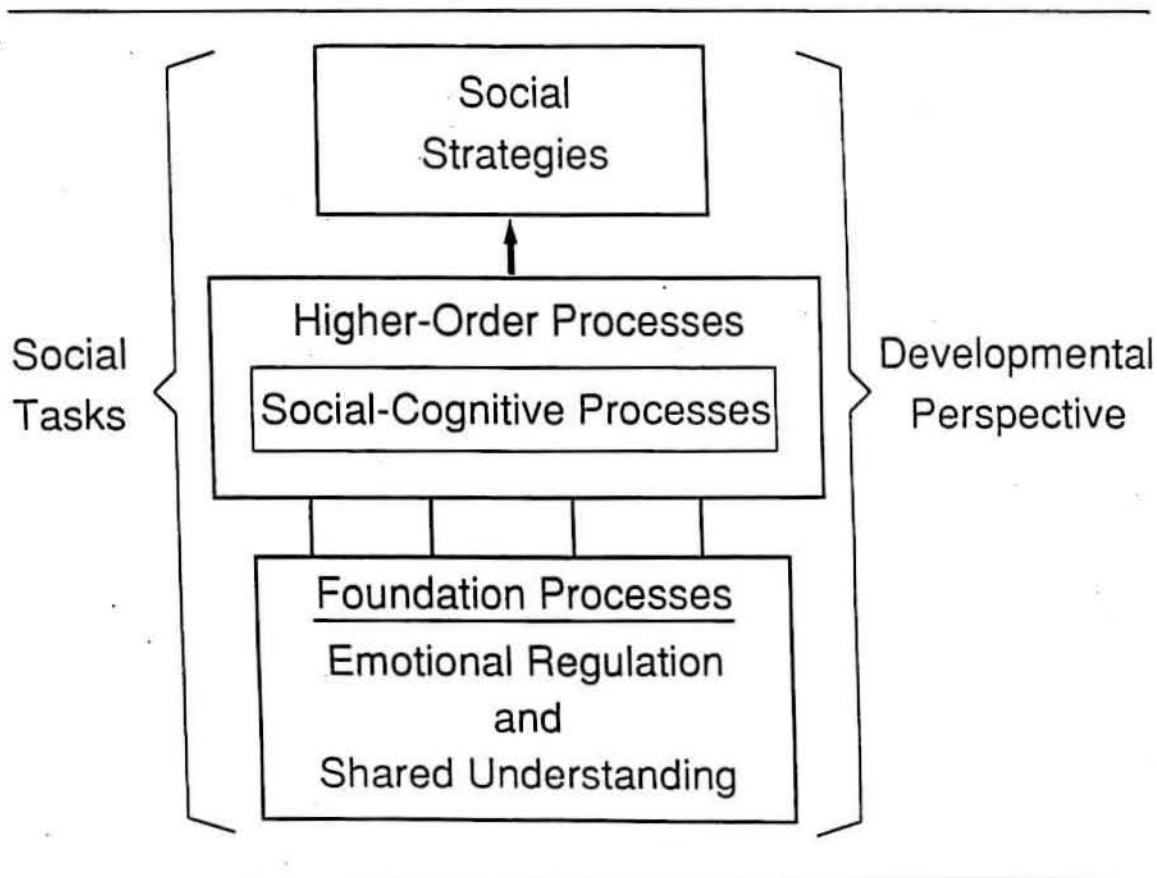 Social
Strategies
Higher-Order Processes
Social-Cognitive Processes
Social
Tasks
Developmental
Perspective
Foundation Processes
Emotional Regulation
and
Shared Understanding